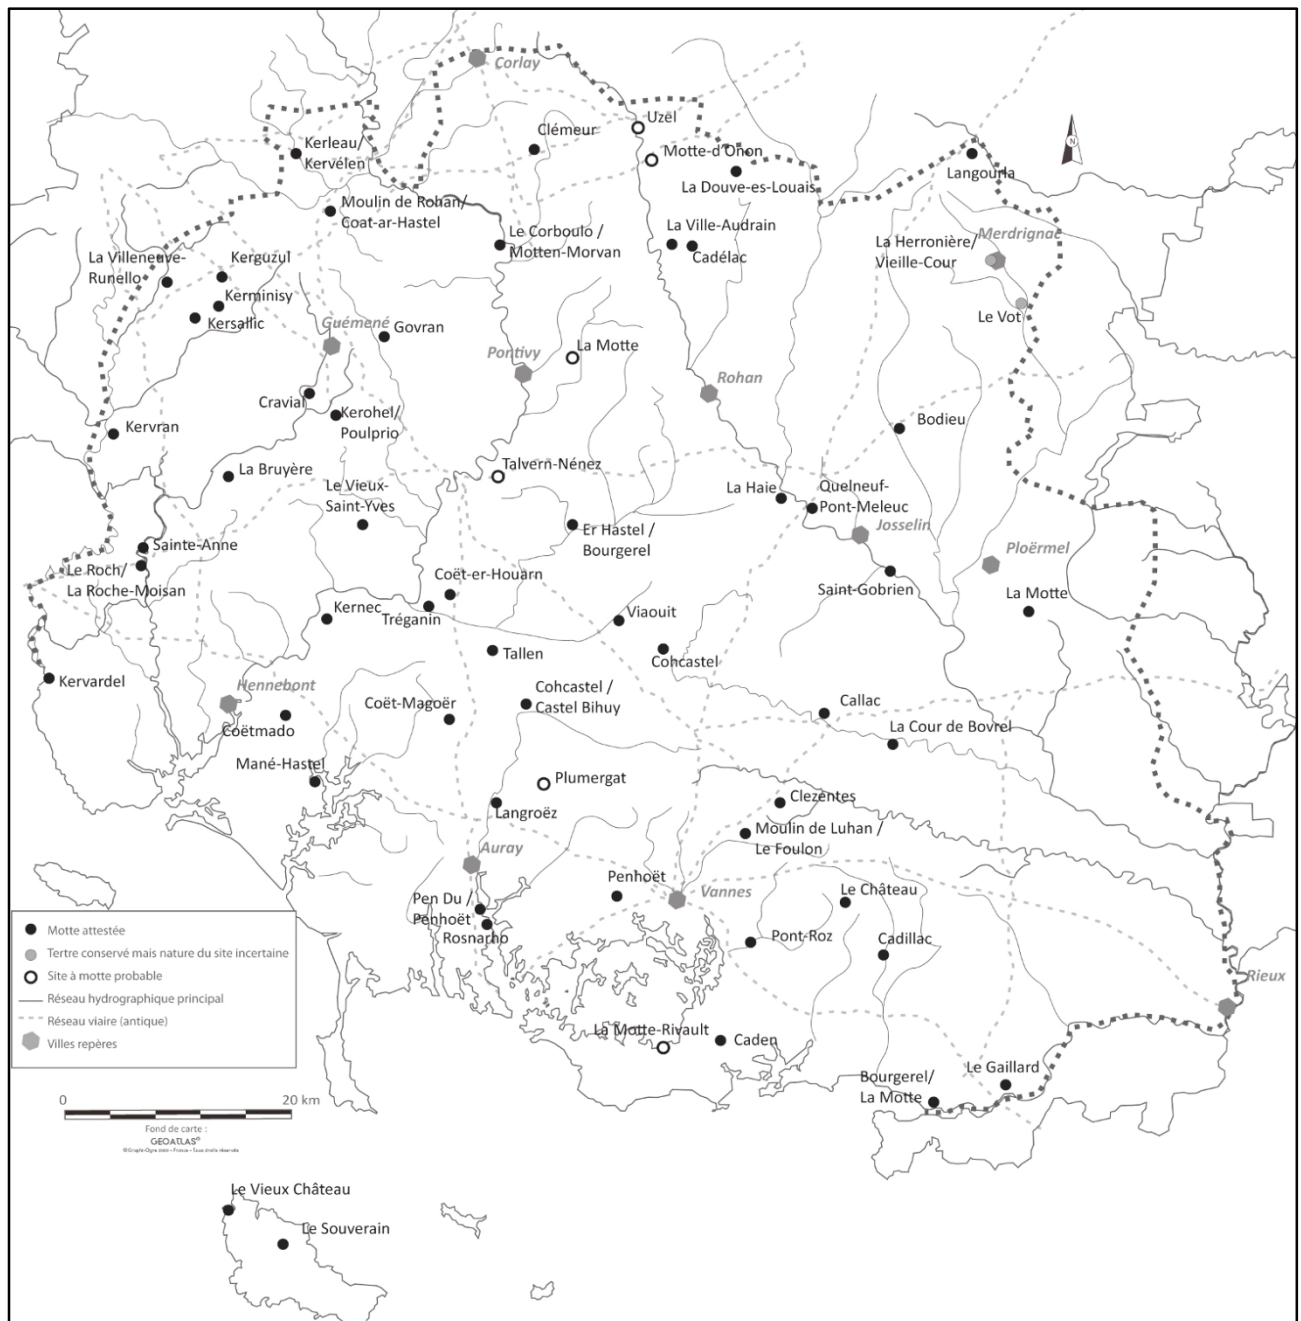 Corlay
Uzel
Clémeur
Kerleau/
Kervélen
Motte-d'Onon
La Douve-es-Louais
Langourla
Moulin de Rohan/
Coat-ar-Hastel
Le Corboulo /
Motten-Morvan
La Ville-Audrain
Cadélac
La Herronière/
Vieille-Cour
Merdrignac
La Villeneuve-
Runello
Kerguzul
Kerminisy
Kersallic
Le Vot
Guémené
Govran
Pontivy
La Motte
Rohan
Cravial
Kerohel/
Poulprio
Kervran
Bodieu
La Bruyère
Talvern-Nénez
Le Vieux-
Saint-Yves
La Haie
Quelneuf-
Pont-Meleuc
Er Hastel /
Bourgerel
Josselin
Sainte-Anne
Le Roch/
La Roche-Moisan
Ploërmel
Coët-er-Houarn
Saint-Gobrien
La Motte
Kernec
Tréganin
Viaouit
Tallen
Cohcastel
Kervardel
Hennebont
Coët-Magoër
Cohcastel /
Castel Bihuy
Callac
Coëtmado
La Cour de Bovrel
Mané-Hastel
Plumergat
Langroëz
Clezentes
Moulin de Luhan /
Le Foulon
Auray
Penhoët
Vannes
Le Château
Pen Du /
Penhoët
Rosnarho
Pont-Roz
Cadillac
Rieux
La Motte-Rivault
Caden
Le Gaillard
Bourgerel/
La Motte
Le Vieux Château
Le Souverain
N
Motte attestée
Tertre conservé mais nature du site incertaine
Site à motte probable
Réseau hydrographique principal
Réseau viaire (antique)
Villes repères
0 20 km
Fond de carte :
GEOATLAS®
© Graphi-Ogre 2009 - France - Tous droits réservés